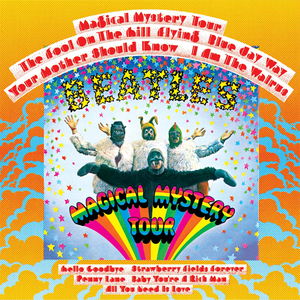 Magical Mystery Tour
The Fool On The Hill Flying Blue Jay Way
Your Mother Should Know I Am The Walrus
BEATLES
MAGICAL MYSTERY
TOUR
Hello Goodbye Strawberry Fields Forever
Penny Lane Baby You're A Rich Man
All You Need Is Love